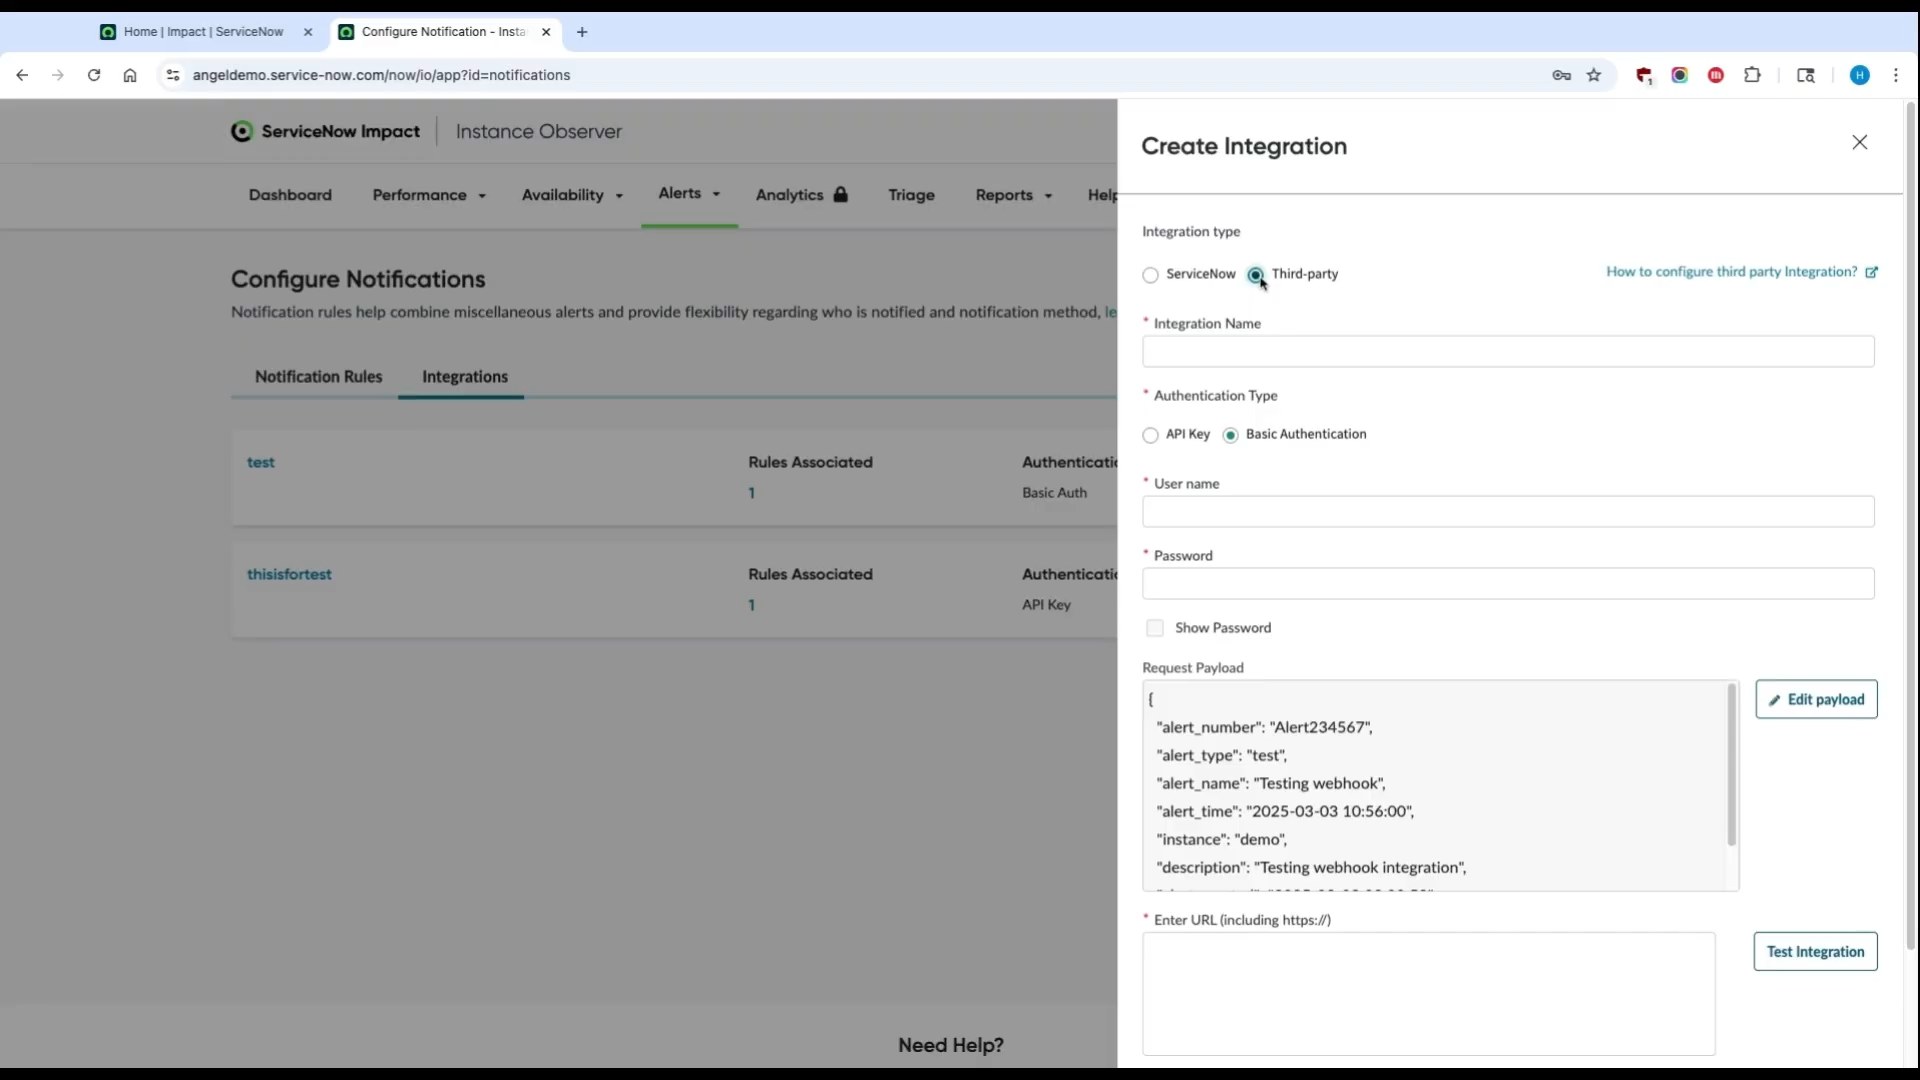 Home | Impact | ServiceNow
Configure Notification - Insta
angeldemo.service-now.com/now/io/app?id=notifications
1
H
ServiceNow Impact
Instance Observer
Dashboard
Performance
Availability
Alerts
Analytics
Triage
Reports
Help
Configure Notifications
Notification rules help combine miscellaneous alerts and provide flexibility regarding who is notified and notification method, le
Notification Rules
Integrations
test
Rules Associated
Authenticatio
1
Basic Auth
thisisfortest
Rules Associated
Authenticatio
1
API Key
Need Help?
Create Integration
Integration type
ServiceNow
Third-party
How to configure third party Integration?
* Integration Name
* Authentication Type
API Key
Basic Authentication
* User name
* Password
Show Password
Request Payload
{
"alert_number": "Alert234567",
"alert_type": "test",
"alert_name": "Testing webhook",
"alert_time": "2025-03-03 10:56:00",
"instance": "demo",
"description": "Testing webhook integration",
Edit payload
* Enter URL (including https://)
Test Integration